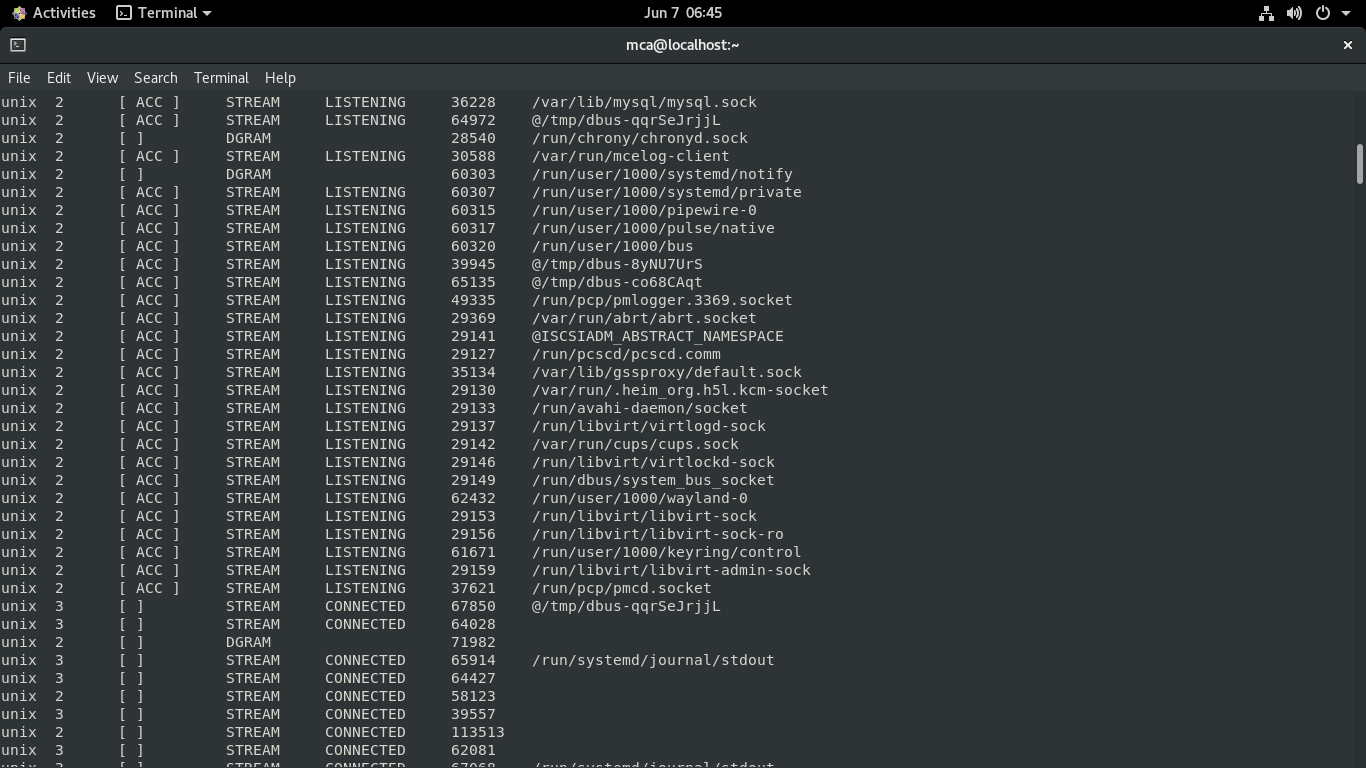 Activities Terminal Jun 7 06:45
mca@localhost:~ ×
File Edit View Search Terminal Help
unix 2 [ ACC ] STREAM LISTENING 36228 /var/lib/mysql/mysql.sock
unix 2 [ ACC ] STREAM LISTENING 64972 @/tmp/dbus-qqrSeJrjjL
unix 2 [ ] DGRAM 28540 /run/chrony/chronyd.sock
unix 2 [ ACC ] STREAM LISTENING 30588 /var/run/mcelog-client
unix 2 [ ] DGRAM 60303 /run/user/1000/systemd/notify
unix 2 [ ACC ] STREAM LISTENING 60307 /run/user/1000/systemd/private
unix 2 [ ACC ] STREAM LISTENING 60315 /run/user/1000/pipewire-0
unix 2 [ ACC ] STREAM LISTENING 60317 /run/user/1000/pulse/native
unix 2 [ ACC ] STREAM LISTENING 60320 /run/user/1000/bus
unix 2 [ ACC ] STREAM LISTENING 39945 @/tmp/dbus-8yNU7UrS
unix 2 [ ACC ] STREAM LISTENING 65135 @/tmp/dbus-co68CAqt
unix 2 [ ACC ] STREAM LISTENING 49335 /run/pcp/pmlogger.3369.socket
unix 2 [ ACC ] STREAM LISTENING 29369 /var/run/abrt/abrt.socket
unix 2 [ ACC ] STREAM LISTENING 29141 @ISCSIADM_ABSTRACT_NAMESPACE
unix 2 [ ACC ] STREAM LISTENING 29127 /run/pcscd/pcscd.comm
unix 2 [ ACC ] STREAM LISTENING 35134 /var/lib/gssproxy/default.sock
unix 2 [ ACC ] STREAM LISTENING 29130 /var/run/.heim_org.h5l.kcm-socket
unix 2 [ ACC ] STREAM LISTENING 29133 /run/avahi-daemon/socket
unix 2 [ ACC ] STREAM LISTENING 29137 /run/libvirt/virtlogd-sock
unix 2 [ ACC ] STREAM LISTENING 29142 /var/run/cups/cups.sock
unix 2 [ ACC ] STREAM LISTENING 29146 /run/libvirt/virtlockd-sock
unix 2 [ ACC ] STREAM LISTENING 29149 /run/dbus/system_bus_socket
unix 2 [ ACC ] STREAM LISTENING 62432 /run/user/1000/wayland-0
unix 2 [ ACC ] STREAM LISTENING 29153 /run/libvirt/libvirt-sock
unix 2 [ ACC ] STREAM LISTENING 29156 /run/libvirt/libvirt-sock-ro
unix 2 [ ACC ] STREAM LISTENING 61671 /run/user/1000/keyring/control
unix 2 [ ACC ] STREAM LISTENING 29159 /run/libvirt/libvirt-admin-sock
unix 2 [ ACC ] STREAM LISTENING 37621 /run/pcp/pmcd.socket
unix 3 [ ] STREAM CONNECTED 67850 @/tmp/dbus-qqrSeJrjjL
unix 3 [ ] STREAM CONNECTED 64028
unix 2 [ ] DGRAM 71982
unix 3 [ ] STREAM CONNECTED 65914 /run/systemd/journal/stdout
unix 3 [ ] STREAM CONNECTED 64427
unix 2 [ ] STREAM CONNECTED 58123
unix 3 [ ] STREAM CONNECTED 39557
unix 2 [ ] STREAM CONNECTED 113513
unix 3 [ ] STREAM CONNECTED 62081
unix 3 [ ] STREAM CONNECTED 67068 /run/systemd/journal/stdout